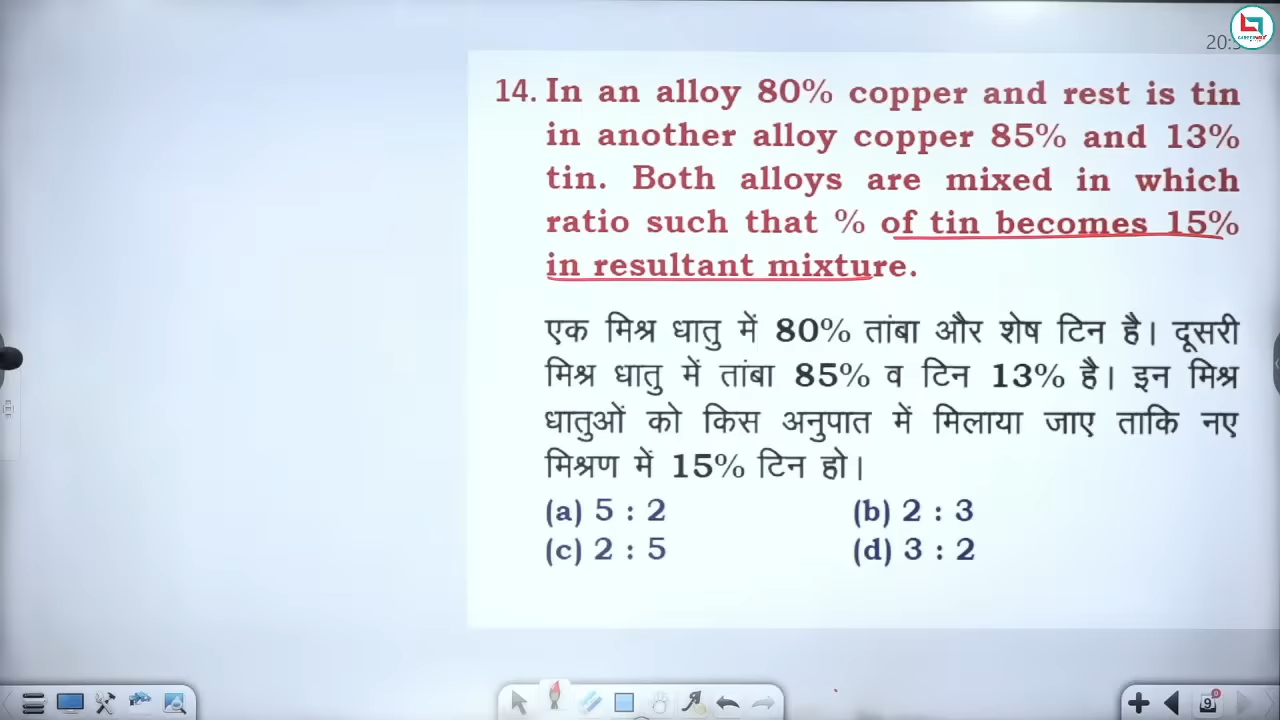 14. In an alloy 80% copper and rest is tin
in another alloy copper 85% and 13%
tin. Both alloys are mixed in which
ratio such that % of tin becomes 15%
in resultant mixture.
एक मिश्र धातु में 80% तांबा और शेष टिन है। दूसरी
मिश्र धातु में तांबा 85% व टिन 13% है। इन मिश्र
धातुओं को किस अनुपात में मिलाया जाए ताकि नए
मिश्रण में 15% टिन हो।
(a) 5 : 2 (b) 2 : 3
(c) 2 : 5 (d) 3 : 2